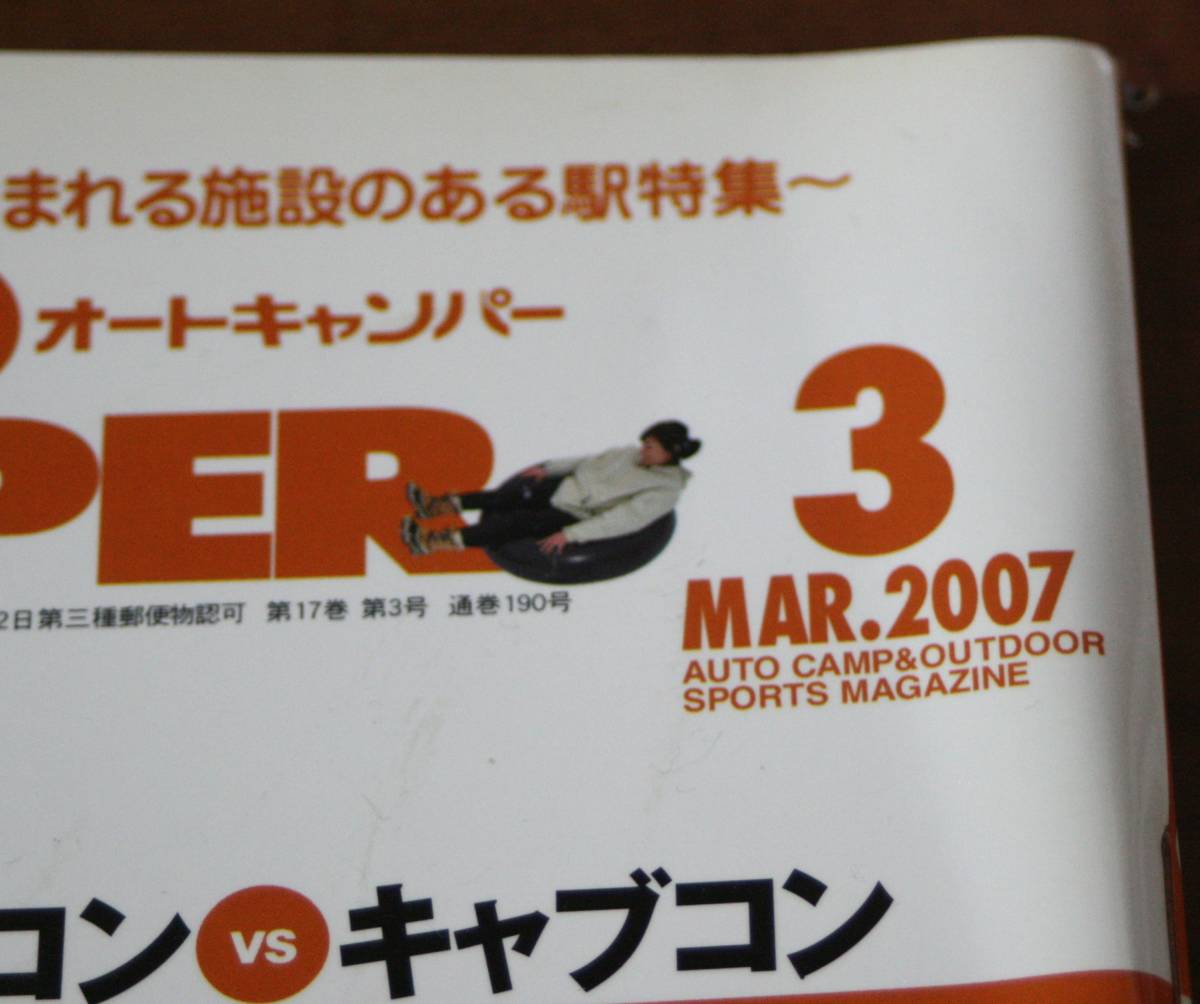 まれる施設のある駅特集～
オートキャンパー
PER
3
MAR.2007
AUTO CAMP&OUTDOOR
SPORTS MAGAZINE
2日第三種郵便物認可 第17巻 第3号 通巻190号
コン VS キャブコン